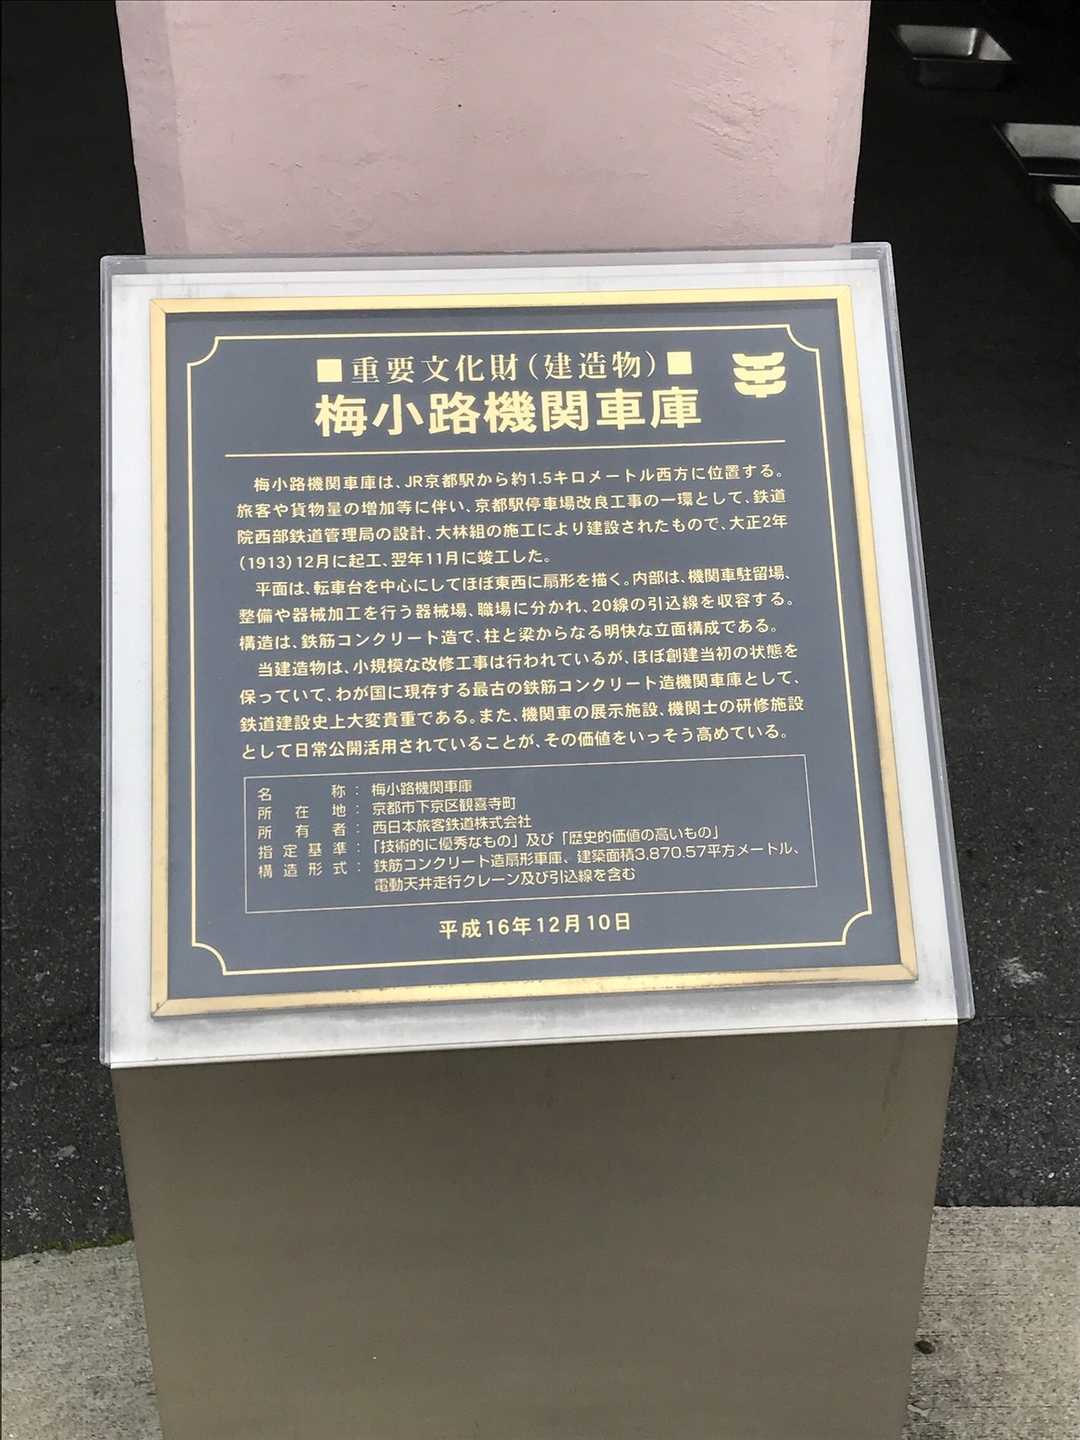 ■重要文化財(建造物)■
梅小路機関車庫
梅小路機関車庫は、JR京都駅から約1.5キロメートル西方に位置する。
旅客や貨物量の増加等に伴い、京都駅停車場改良工事の一環として、鉄道
院西部鉄道管理局の設計、大林組の施工により建設されたもので、大正2年
(1913)12月に起工、翌年11月に竣工した。
平面は、転車台を中心にしてほぼ東西に扇形を描く。内部は、機関車駐留場、
整備や器械加工を行う器械場、職場に分かれ、20線の引込線を収容する。
構造は、鉄筋コンクリート造で、柱と梁からなる明快な立面構成である。
当建造物は、小規模な改修工事は行われているが、ほぼ創建当初の状態を
保っていて、わが国に現存する最古の鉄筋コンクリート造機関車庫として、
鉄道建設史上大変貴重である。また、機関車の展示施設、機関士の研修施設
として日常公開活用されていることが、その価値をいっそう高めている。
名称：梅小路機関車庫
所在地：京都市下京区観喜寺町
所有者：西日本旅客鉄道株式会社
指定基準：「技術的に優秀なもの」及び「歴史的価値の高いもの」
構造形式：鉄筋コンクリート造扇形車庫、建築面積3,870.57平方メートル、
電動天井走行クレーン及び引込線を含む
平成16年12月10日